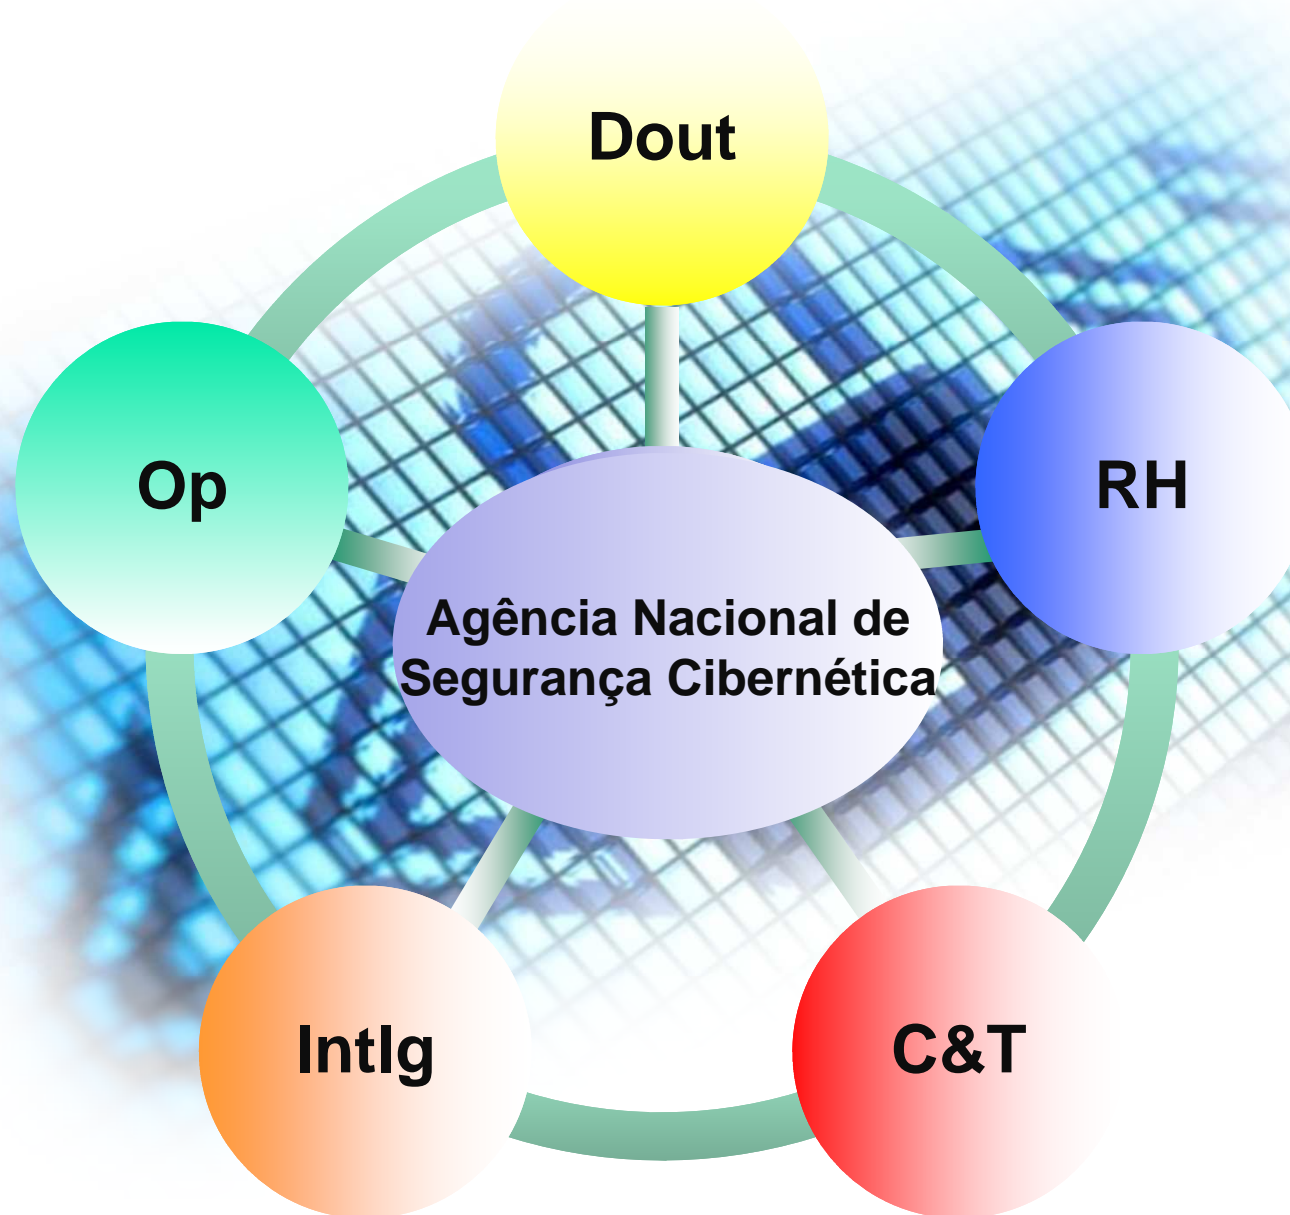 Dout
Op
RH
Agência Nacional de
Segurança Cibernética
Intlg
C&T